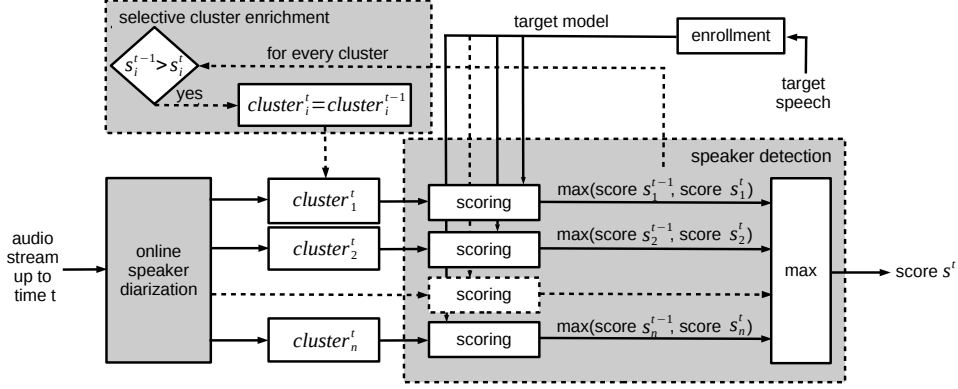 selective cluster enrichment
s_i^{t-1}>s_i^t
for every cluster
yes
cluster_i^t=cluster_i^{t-1}
target model
enrollment
target
speech
speaker detection
audio
stream
up to
time t
online
speaker
diarization
cluster_1^t
scoring
max(score s_1^{t-1}, score s_1^t)
cluster_2^t
scoring
max(score s_2^{t-1}, score s_2^t)
scoring
cluster_n^t
scoring
max(score s_n^{t-1}, score s_n^t)
max
score s^t